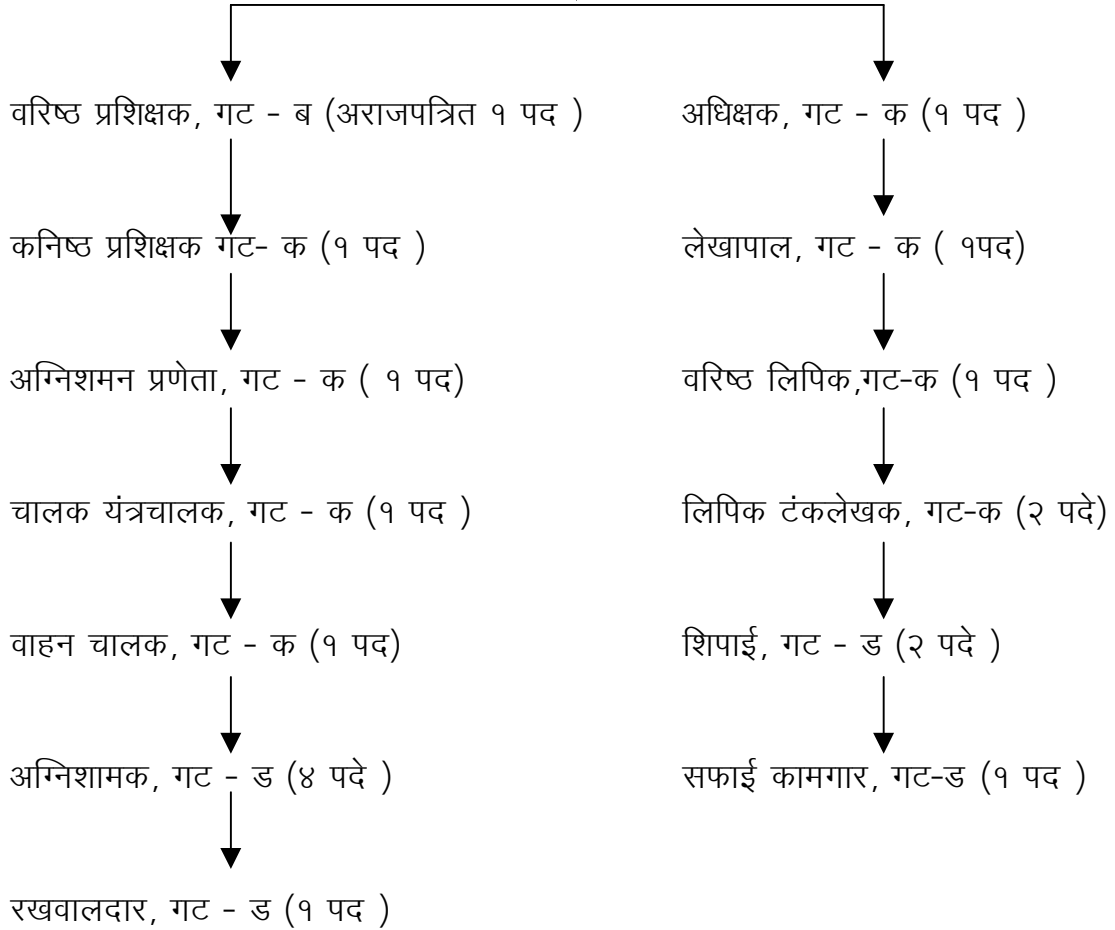 वरिष्ठ प्रशिक्षक, गट - ब (अराजपत्रित १ पद )
कनिष्ठ प्रशिक्षक गट- क (१ पद )
अग्निशमन प्रणेता, गट - क ( १ पद)
चालक यंत्रचालक, गट - क (१ पद )
वाहन चालक, गट - क (१ पद)
अग्निशामक, गट - ड (४ पदे )
रखवालदार, गट - ड (१ पद )
अधिक्षक, गट - क (१ पद )
लेखापाल, गट - क ( १पद)
वरिष्ठ लिपिक,गट-क (१ पद )
लिपिक टंकलेखक, गट-क (२ पदे)
शिपाई, गट - ड (२ पदे )
सफाई कामगार, गट-ड (१ पद )